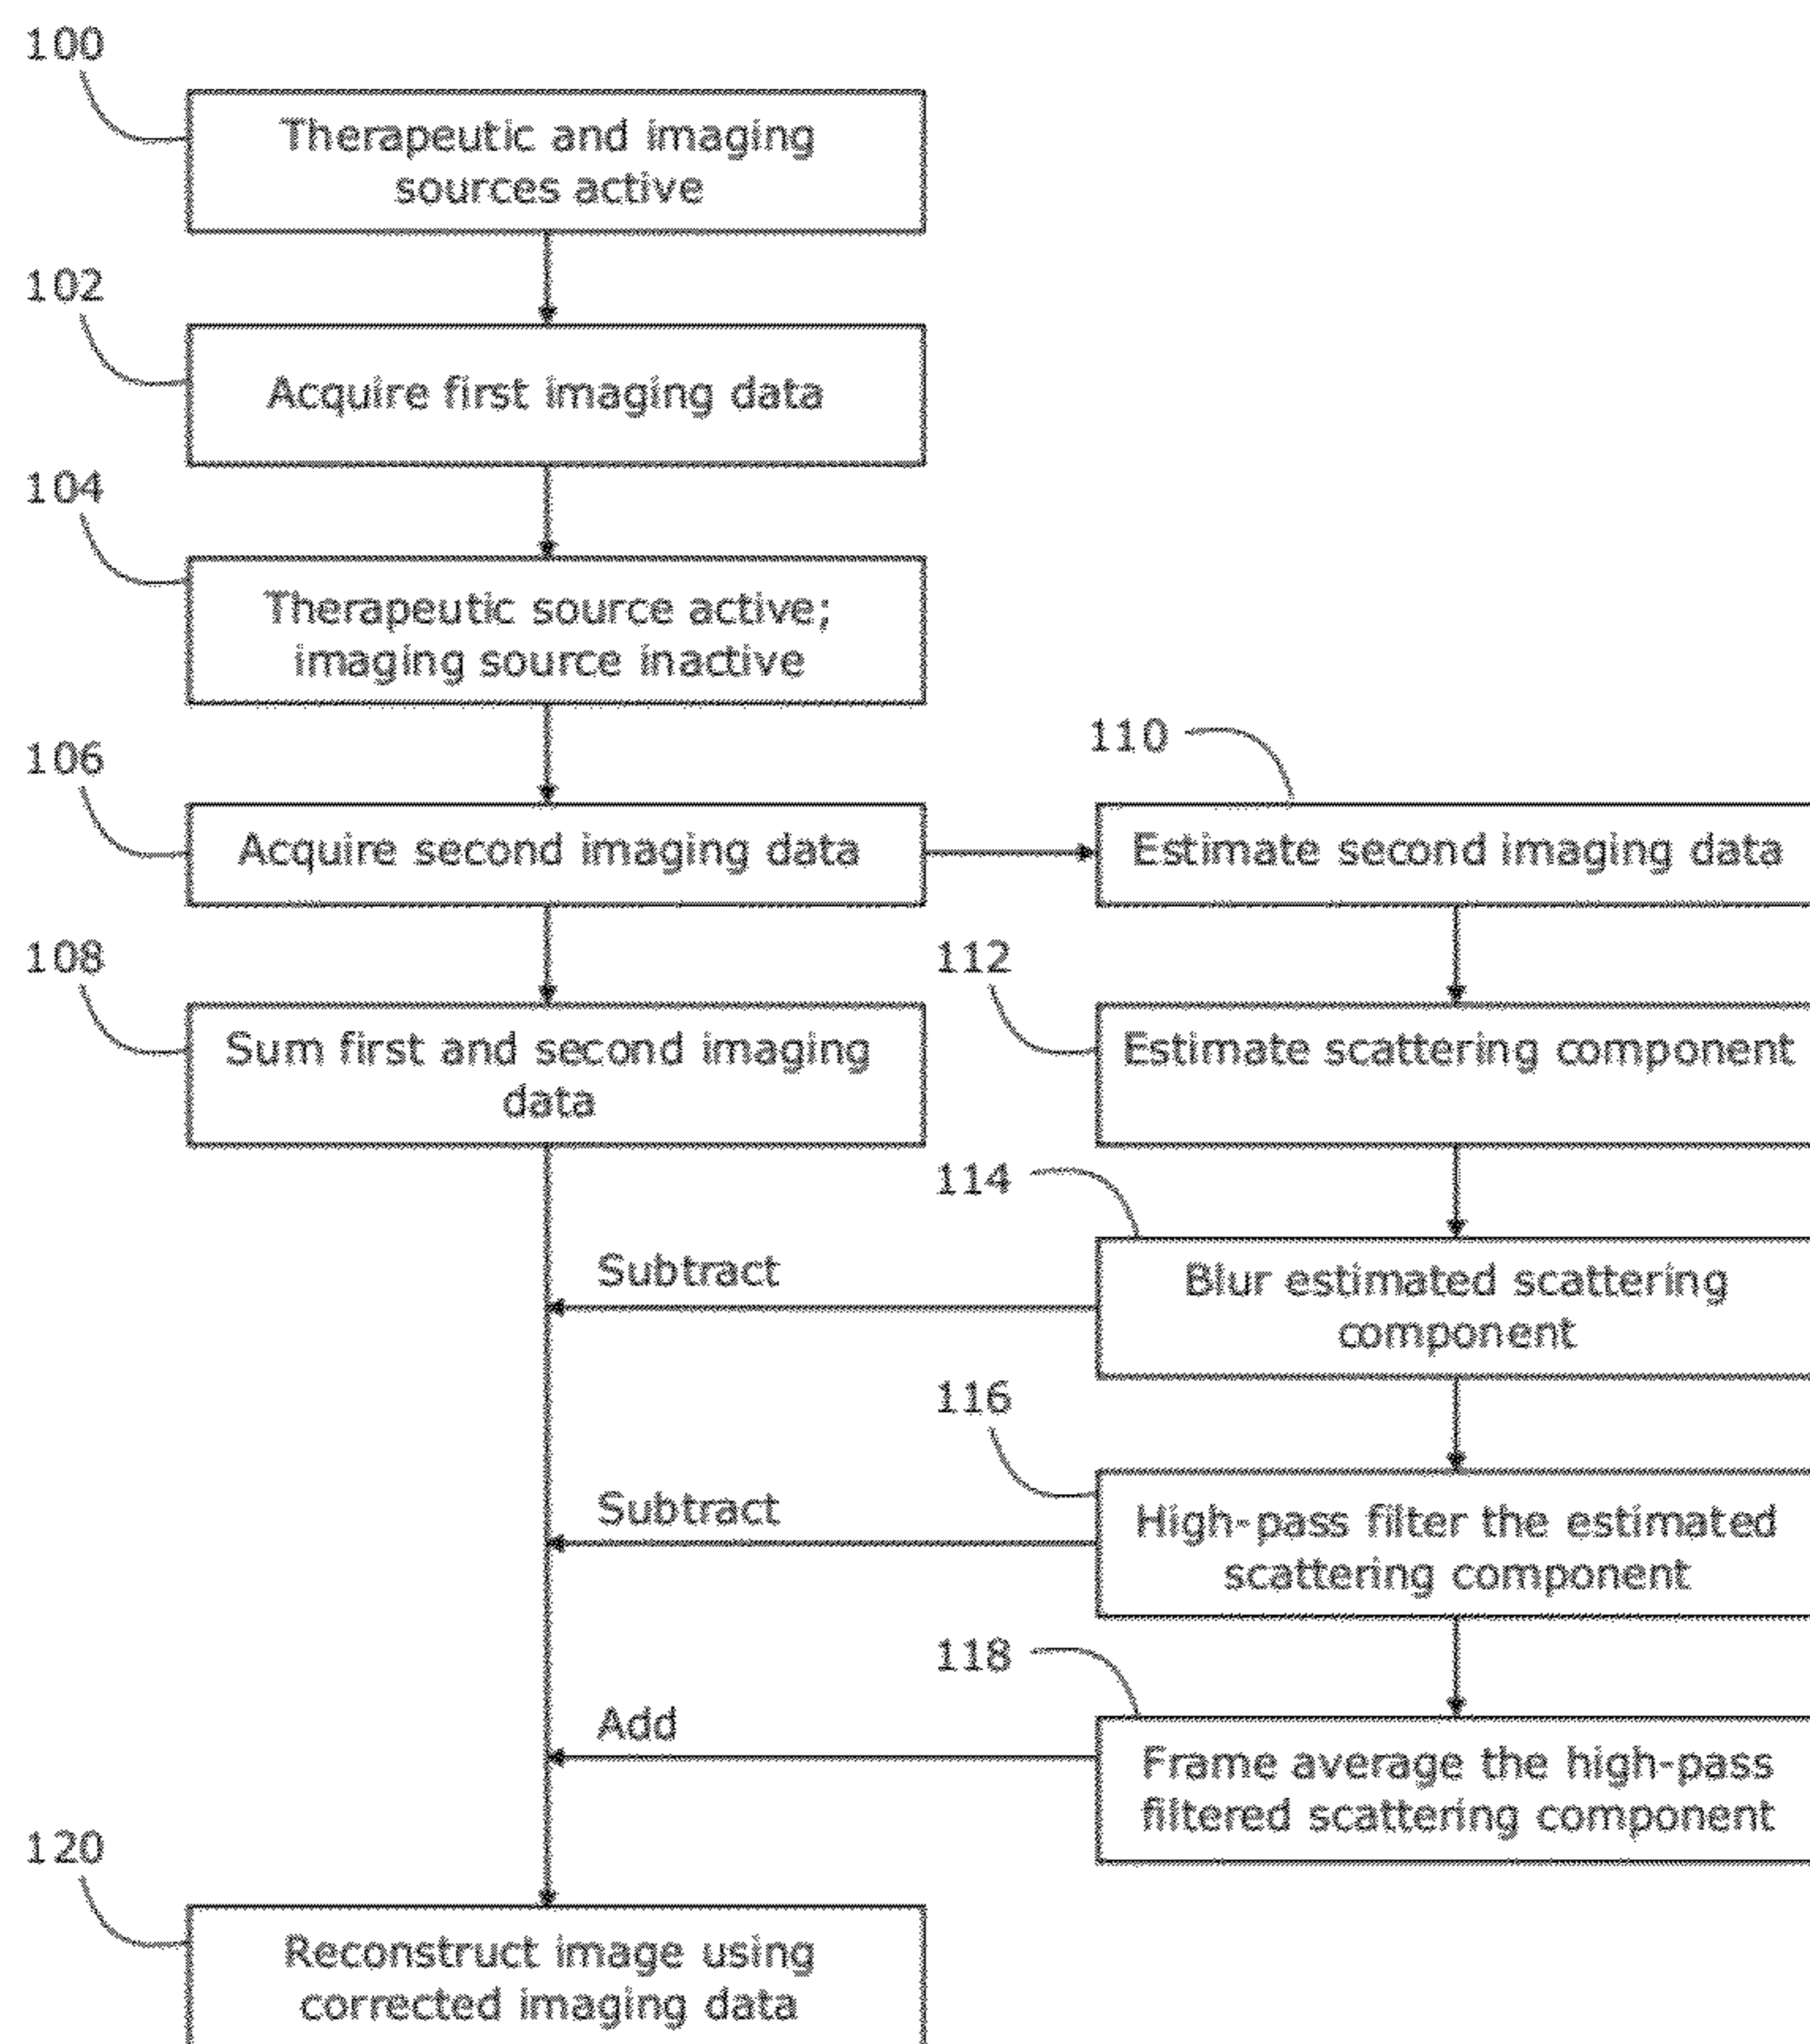 100
Therapeutic and imaging
sources active
102
Acquire first imaging data
104
Therapeutic source active;
imaging source inactive
106
Acquire second imaging data
110
Estimate second imaging data
108
Sum first and second imaging
data
112
Estimate scattering component
114
Subtract
Blur estimated scattering
component
116
Subtract
High-pass filter the estimated
scattering component
118
Add
Frame average the high-pass
filtered scattering component
120
Reconstruct image using
corrected imaging data